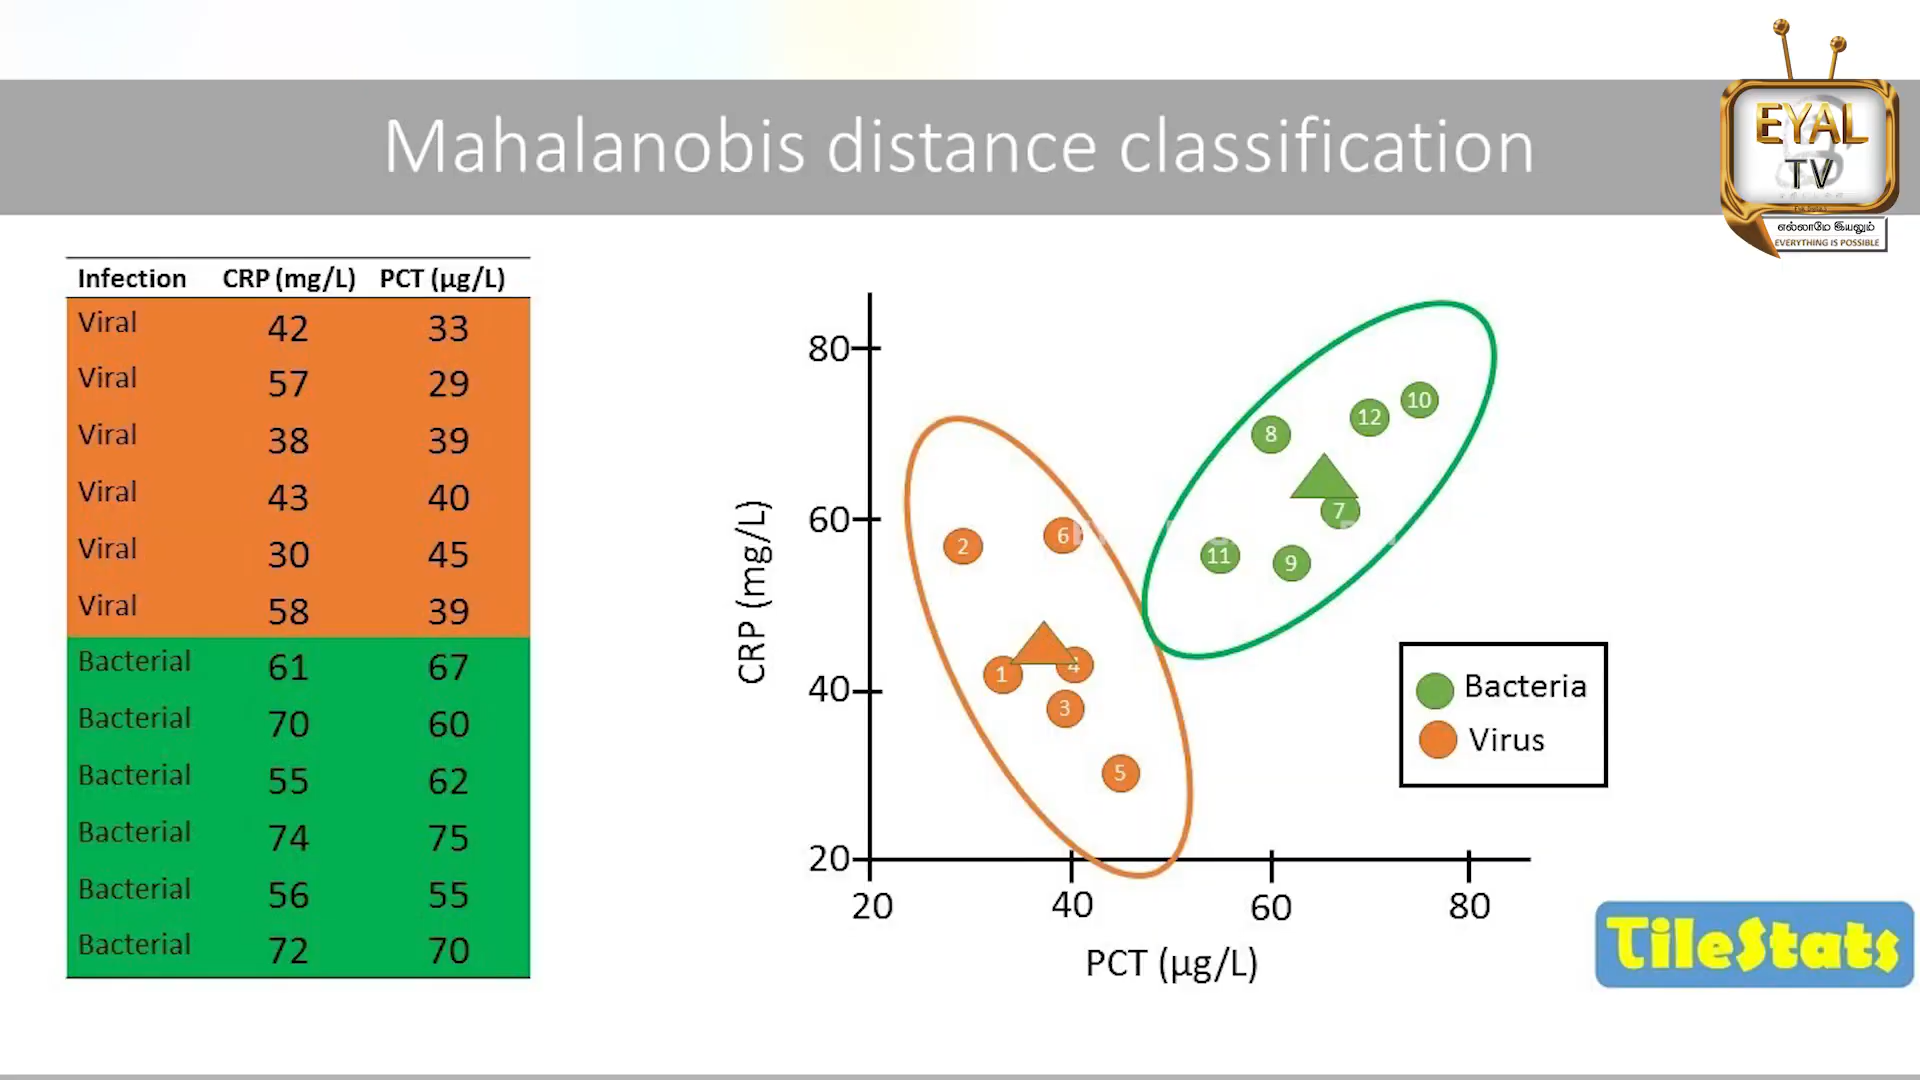 Mahalanobis distance classification
EYAL
TV
எல்லாமே இயலும்
EVERYTHING IS POSSIBLE
Infection CRP (mg/L) PCT (µg/L)
Viral 42 33
Viral 57 29
Viral 38 39
Viral 43 40
Viral 30 45
Viral 58 39
Bacterial 61 67
Bacterial 70 60
Bacterial 55 62
Bacterial 74 75
Bacterial 56 55
Bacterial 72 70
CRP (mg/L)
80
60
40
20
20 40 60 80
PCT (µg/L)
10
12
8
7
11
9
2
6
1
4
3
5
Bacteria
Virus
TileStats